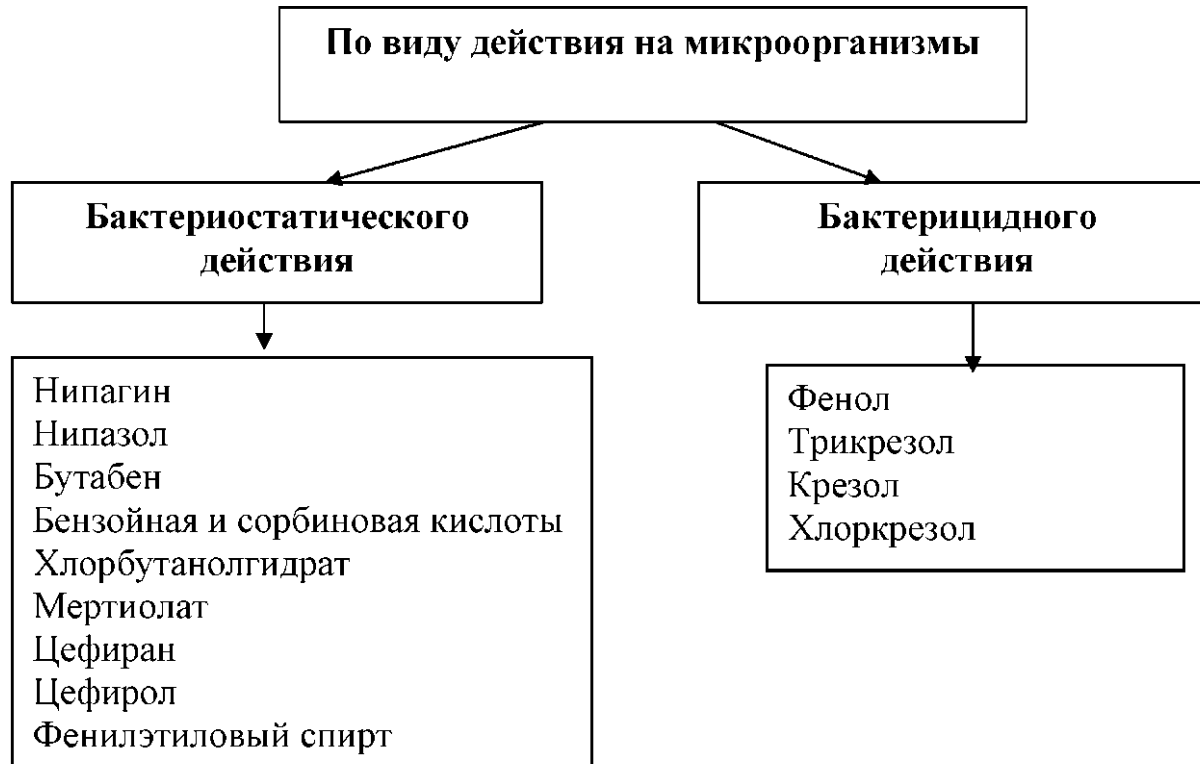 По виду действия на микроорганизмы
Бактериостатического
действия
Бактерицидного
действия
Нипагин
Нипазол
Бутабен
Бензойная и сорбиновая кислоты
Хлорбутанолгидрат
Мертиолат
Цефиран
Цефирол
Фенилэтиловый спирт
Фенол
Трикрезол
Крезол
Хлоркрезол